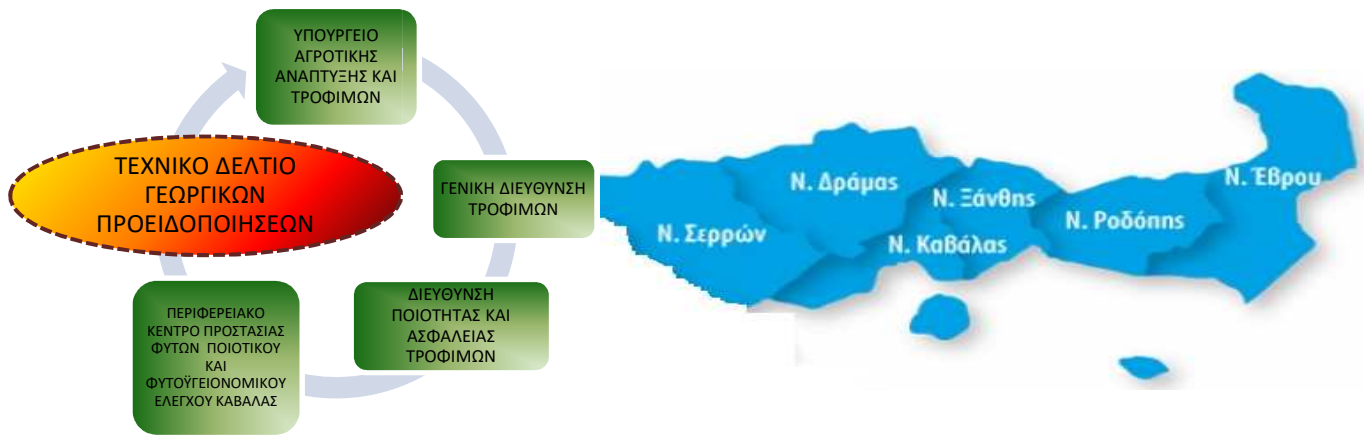 ΥΠΟΥΡΓΕΙΟ
ΑΓΡΟΤΙΚΗΣ
ΑΝΑΠΤΥΞΗΣ ΚΑΙ
ΤΡΟΦΙΜΩΝ
ΓΕΝΙΚΗ ΔΙΕΥΘΥΝΣΗ
ΤΡΟΦΙΜΩΝ
ΔΙΕΥΘΥΝΣΗ
ΠΟΙΟΤΗΤΑΣ ΚΑΙ
ΑΣΦΑΛΕΙΑΣ
ΤΡΟΦΙΜΩΝ
ΠΕΡΙΦΕΡΕΙΑΚΟ
ΚΕΝΤΡΟ ΠΡΟΣΤΑΣΙΑΣ
ΦΥΤΩΝ ΠΟΙΟΤΙΚΟΥ
ΚΑΙ
ΦΥΤΟΫΓΕΙΟΝΟΜΙΚΟΥ
ΕΛΕΓΧΟΥ ΚΑΒΑΛΑΣ
ΤΕΧΝΙΚΟ ΔΕΛΤΙΟ
ΓΕΩΡΓΙΚΩΝ
ΠΡΟΕΙΔΟΠΟΙΗΣΕΩΝ
Ν. Σερρών
Ν. Δράμας
Ν. Καβάλας
Ν. Ξάνθης
Ν. Ροδόπης
Ν. Έβρου